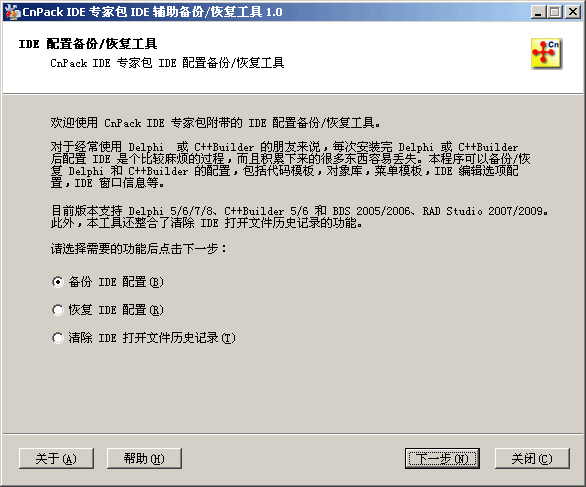 CnPack IDE 专家包 IDE 辅助备份/恢复工具 1.0
IDE 配置备份/恢复工具
CnPack IDE 专家包 IDE 配置备份/恢复工具
Cn
欢迎使用 CnPack IDE 专家包附带的 IDE 配置备份/恢复工具。
对于经常使用 Delphi 或 C++Builder 的朋友来说，每次安装完 Delphi 或 C++Builder
后配置 IDE 是个比较麻烦的过程，而且积累下来的很多东西容易丢失。本程序可以备份/恢
复 Delphi 和 C++Builder 的配置，包括代码模板，对象库，菜单模板，IDE 编辑选项配
置，IDE 窗口信息等。
目前版本支持 Delphi 5/6/7/8、C++Builder 5/6 和 BDS 2005/2006、RAD Studio 2007/2009。
此外，本工具还整合了清除 IDE 打开文件历史记录的功能。
请选择需要的功能后点击下一步：
备份 IDE 配置(B)
恢复 IDE 配置(R)
清除 IDE 打开文件历史记录(T)
关于(A)
帮助(H)
下一步(N)
关闭(C)